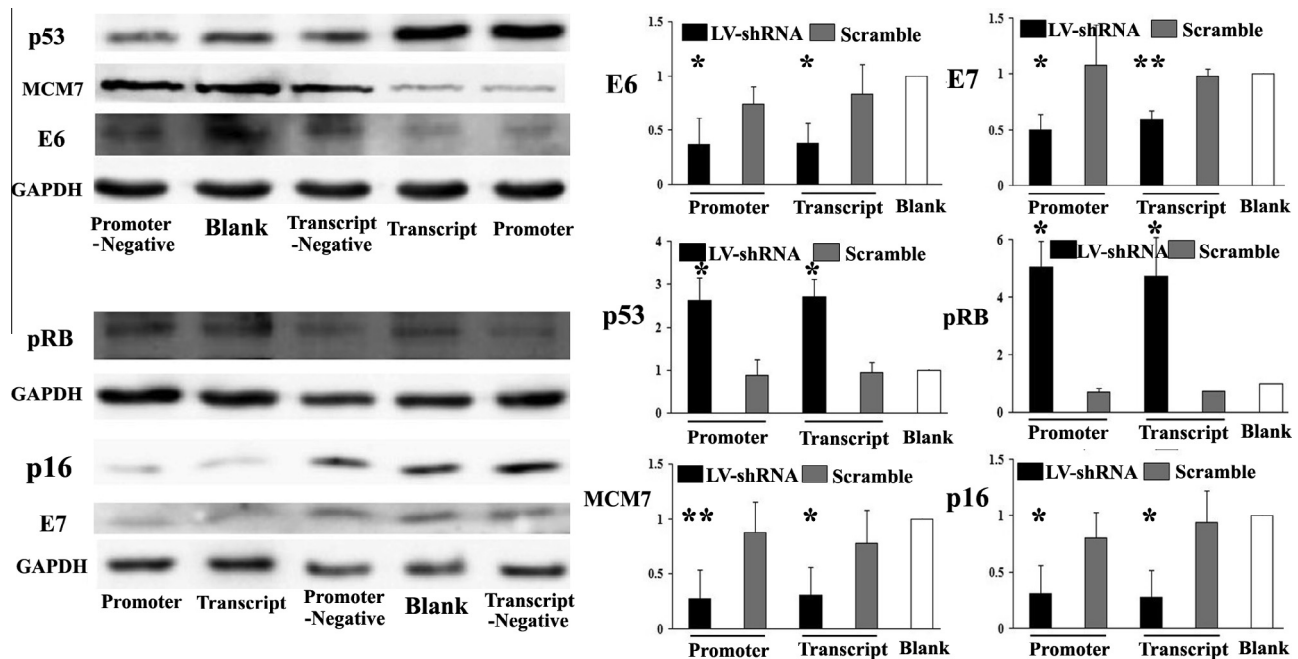 p53
MCM7
E6
GAPDH
Promoter
-Negative
Blank
Transcript
-Negative
Transcript
Promoter
pRB
GAPDH
p16
E7
GAPDH
Promoter
Transcript
Promoter
-Negative
Blank
Transcript
-Negative
E6
1.5
1
0.5
0
LV-shRNA
Scramble
*
*
Promoter
Transcript
Blank
E7
1.5
1
0.5
0
LV-shRNA
Scramble
*
**
Promoter
Transcript
Blank
p53
4
3
2
1
0
LV-shRNA
Scramble
*
*
Promoter
Transcript
Blank
pRB
6
4
2
0
LV-shRNA
Scramble
*
*
Promoter
Transcript
Blank
MCM7
1.5
1
0.5
0
LV-shRNA
Scramble
**
*
Promoter
Transcript
Blank
p16
1.5
1
0.5
0
LV-shRNA
Scramble
*
*
Promoter
Transcript
Blank